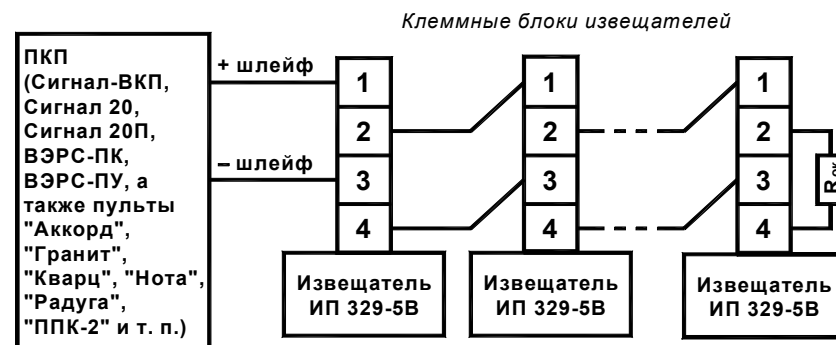 Клеммные блоки извещателей
ПКП
(Сигнал-ВКП,
Сигнал 20,
Сигнал 20П,
ВЭРС-ПК,
ВЭРС-ПУ, а
также пульты
"Аккорд",
"Гранит",
"Кварц", "Нота",
"Радуга",
"ППК-2" и т. п.)
+ шлейф
– шлейф
1
2
3
4
Извещатель
ИП 329-5В
1
2
3
4
Извещатель
ИП 329-5В
1
2
3
4
Извещатель
ИП 329-5В
Rок